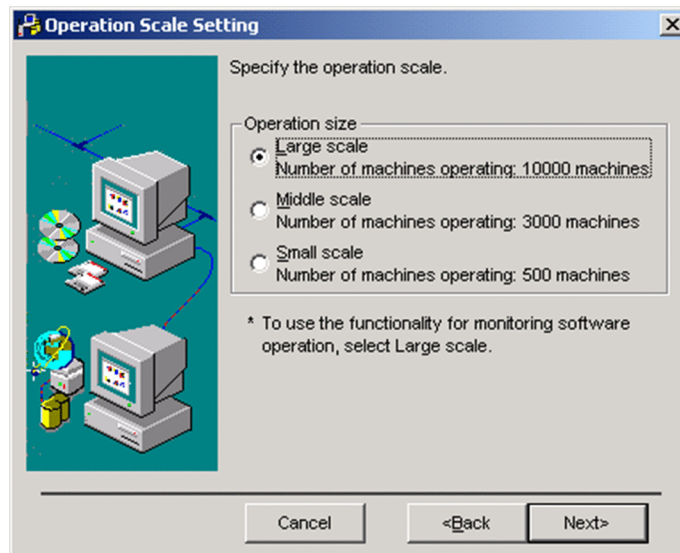 Operation Scale Setting
Specify the operation scale.
Operation size
Large scale
Number of machines operating: 10000 machines
Middle scale
Number of machines operating: 3000 machines
Small scale
Number of machines operating: 500 machines
* To use the functionality for monitoring software
operation, select Large scale.
Cancel
<Back
Next>